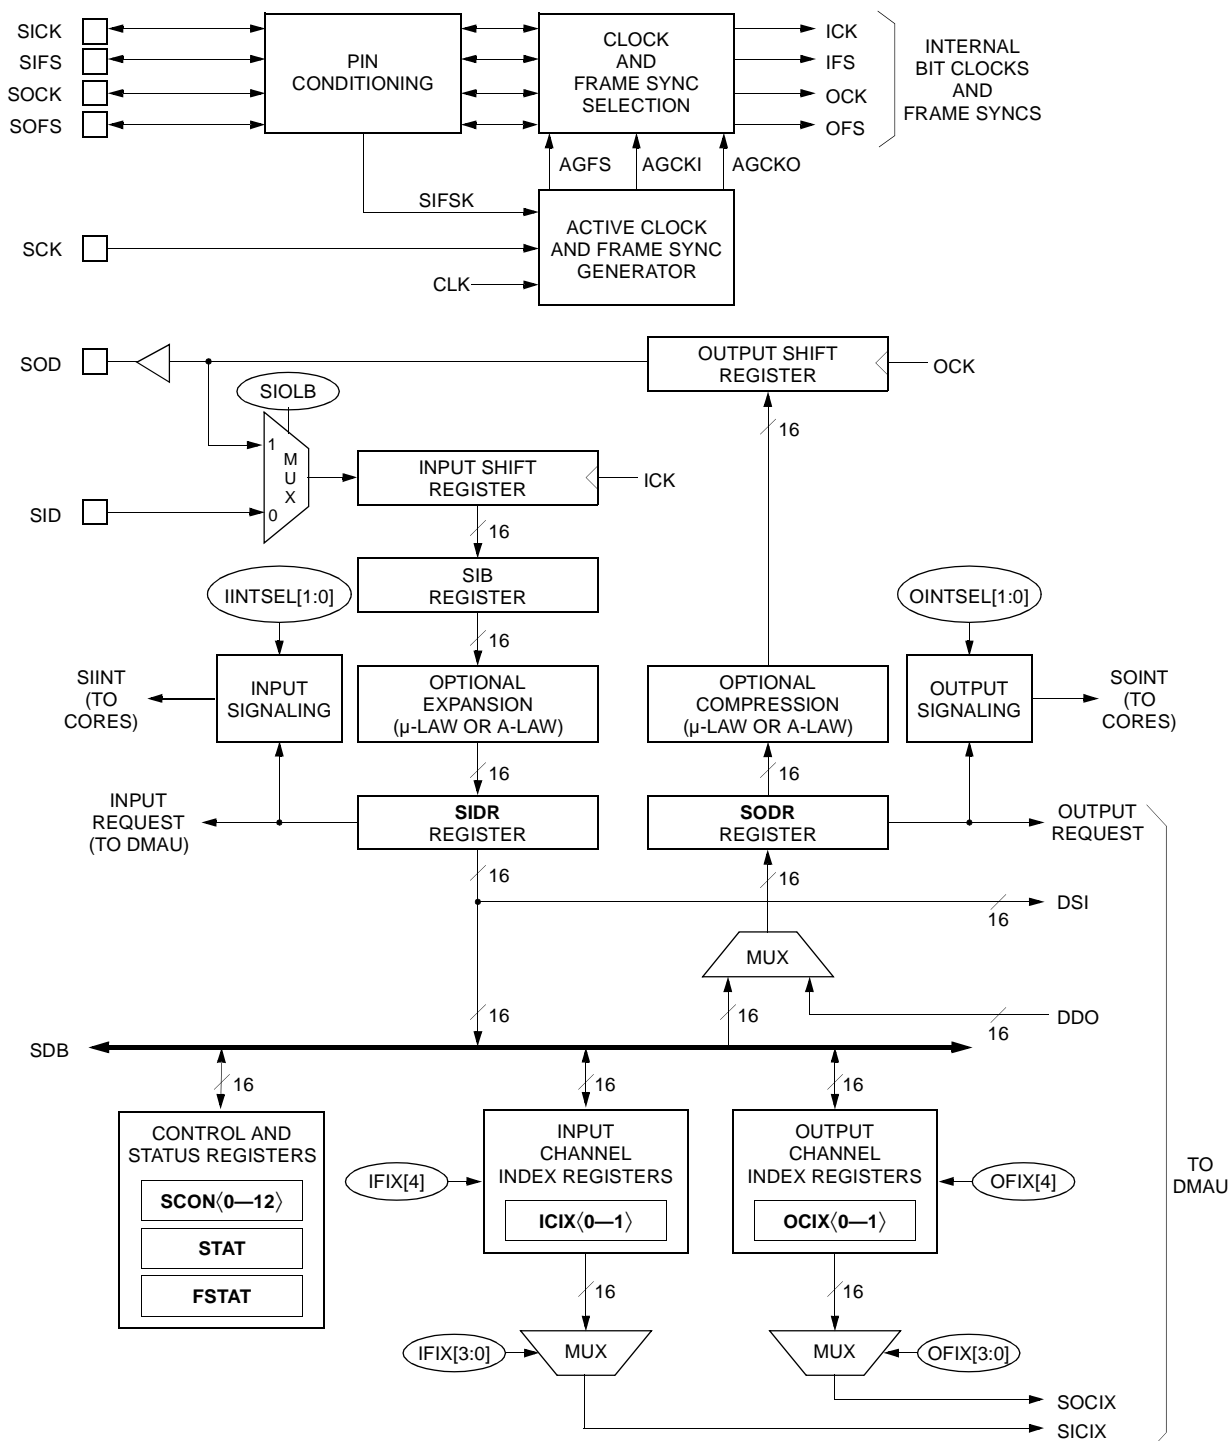 SICK
SIFS
SOCK
SOFS
PIN
CONDITIONING
CLOCK
AND
FRAME SYNC
SELECTION
ICK
IFS
OCK
OFS
INTERNAL
BIT CLOCKS
AND
FRAME SYNCS
AGFS
AGCKI
AGCKO
SIFSK
SCK
ACTIVE CLOCK
AND FRAME SYNC
GENERATOR
CLK
SOD
OUTPUT SHIFT
REGISTER
OCK
SIOLB
16
1
M
U
X
0
INPUT SHIFT
REGISTER
ICK
SID
16
SIB
REGISTER
IINTSEL[1:0]
OINTSEL[1:0]
16
SIINT
(TO
CORES)
INPUT
SIGNALING
OPTIONAL
EXPANSION
(µ-LAW OR A-LAW)
OPTIONAL
COMPRESSION
(µ-LAW OR A-LAW)
OUTPUT
SIGNALING
SOINT
(TO
CORES)
16
16
INPUT
REQUEST
(TO DMAU)
SIDR
REGISTER
SODR
REGISTER
OUTPUT
REQUEST
16
16
16
DSI
MUX
16
16
16
DDO
SDB
16
16
16
CONTROL AND
STATUS REGISTERS
SCON〈0—12〉
STAT
FSTAT
IFIX[4]
INPUT
CHANNEL
INDEX REGISTERS
ICIX〈0—1〉
OUTPUT
CHANNEL
INDEX REGISTERS
OCIX〈0—1〉
OFIX[4]
TO
DMAU
16
16
IFIX[3:0]
MUX
MUX
OFIX[3:0]
SOCIX
SICIX